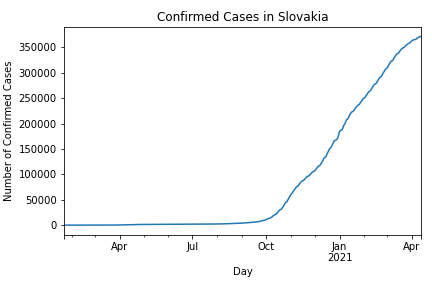 Confirmed Cases in Slovakia
Number of Confirmed Cases
350000
300000
250000
200000
150000
100000
50000
0
Apr Jul Oct Jan Apr
2021
Day